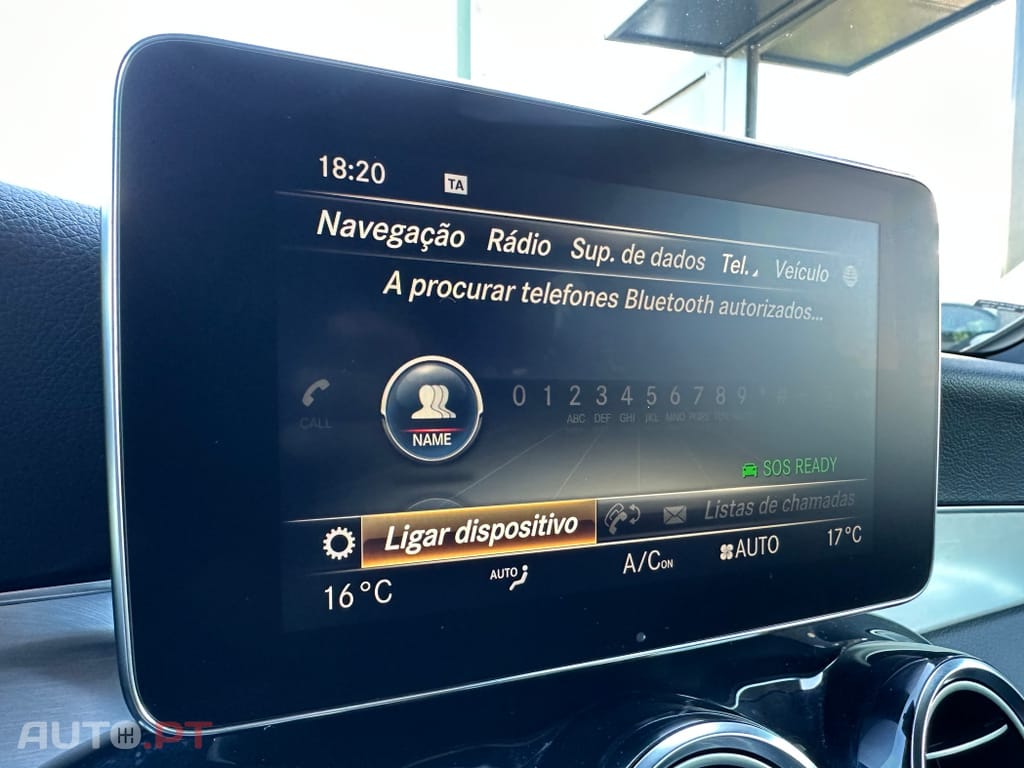 18:20 TA
Navegação Rádio Sup. de dados Tel. Veículo
A procurar telefones Bluetooth autorizados...
CALL
NAME
0 1 2 3 4 5 6 7 8 9 * #
ABC DEF GHI JKL MNO
SOS READY
Ligar dispositivo Listas de chamadas
16°C AUTO A/C ON AUTO 17°C
AUTO.PT